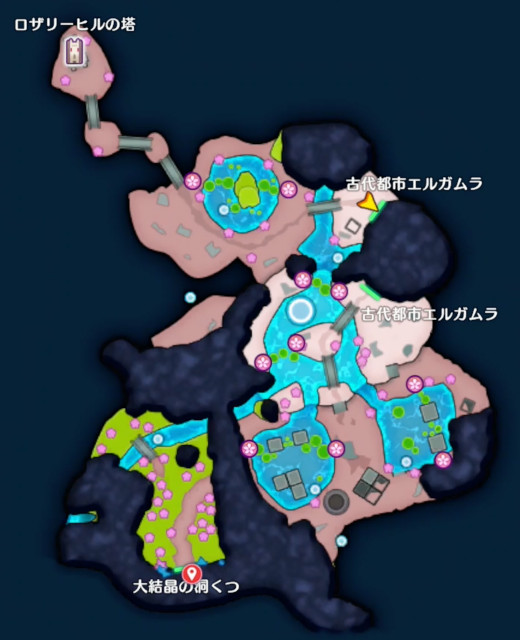 ロザリーヒルの塔
古代都市エルガムラ
古代都市エルガムラ
大結晶の洞くつ